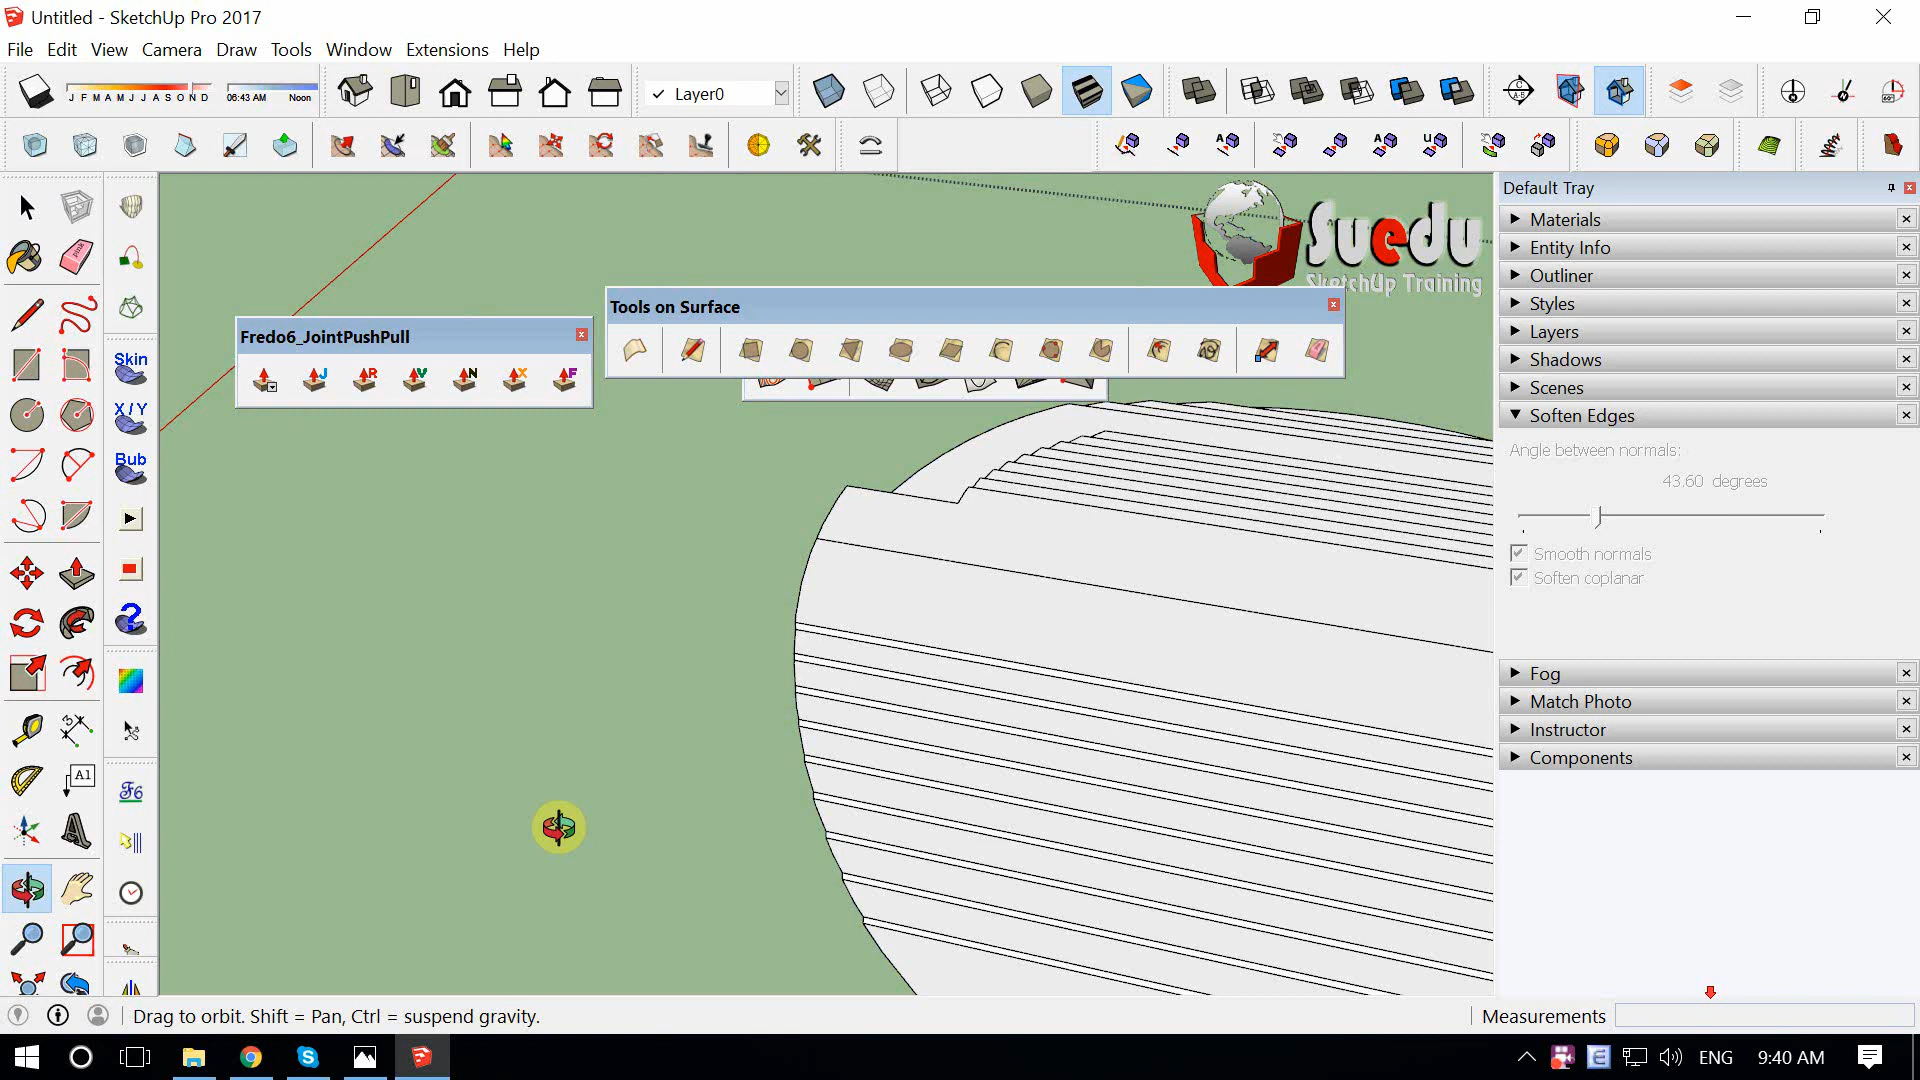 Untitled - SketchUp Pro 2017
File Edit View Camera Draw Tools Window Extensions Help
J F M A M J J A S O N D
06:43 AM Noon
Layer0
Default Tray
Materials
Entity Info
Outliner
Styles
Layers
Shadows
Scenes
Soften Edges
Angle between normals:
43.60 degrees
Smooth normals
Soften coplanar
Fog
Match Photo
Instructor
Components
Suedu
SketchUp Training
Tools on Surface
Fredo6_JointPushPull
J R V N X F
Skin
X/Y
Bub
A1
Drag to orbit. Shift = Pan, Ctrl = suspend gravity.
Measurements
ENG
9:40 AM